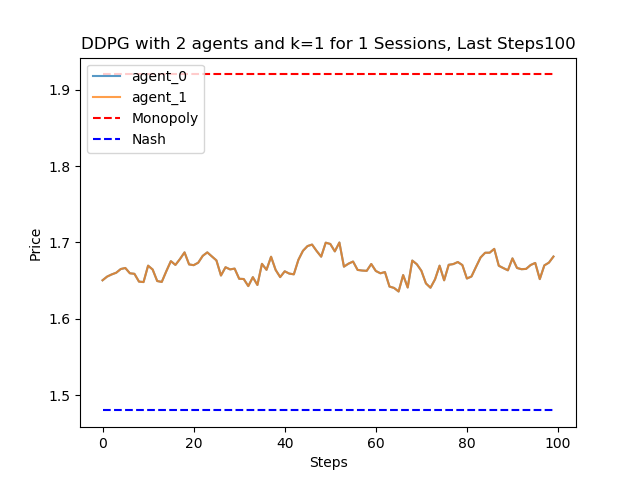 DDPG with 2 agents and k=1 for 1 Sessions, Last Steps100
agent_0
agent_1
Monopoly
Nash
1.9
1.8
1.7
1.6
1.5
Price
0
20
40
60
80
100
Steps